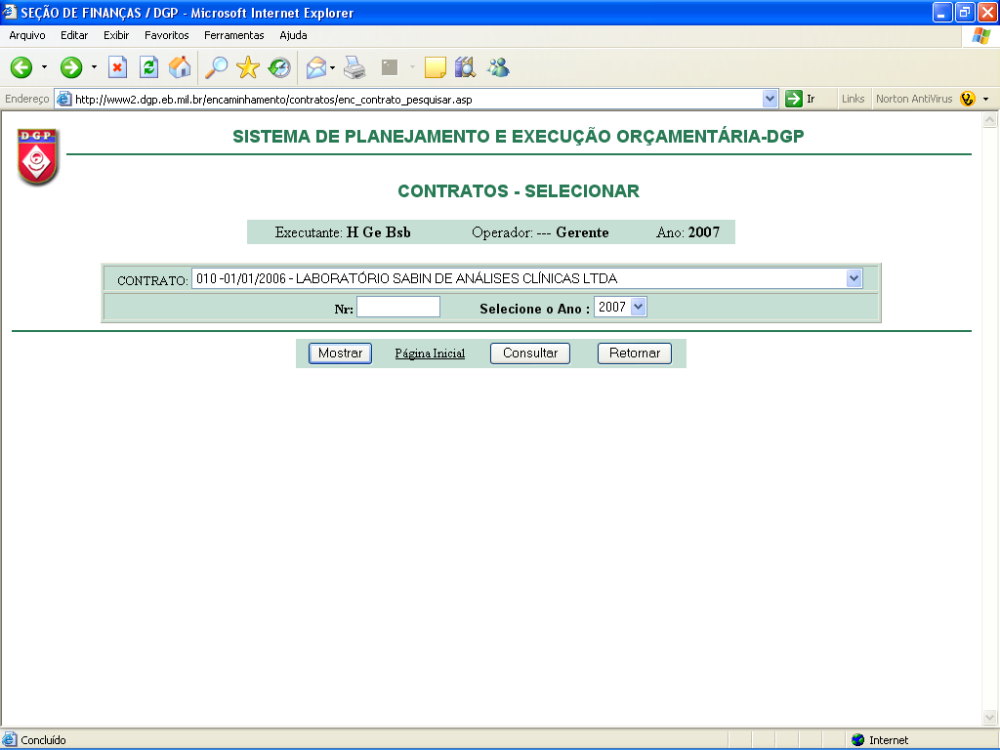 SEÇÃO DE FINANÇAS / DGP - Microsoft Internet Explorer
Arquivo Editar Exibir Favoritos Ferramentas Ajuda
Endereço http://www2.dgp.eb.mil.br/encaminhamento/contratos/enc_contrato_pesquisar.asp Ir Links Norton AntiVirus
DGP
SISTEMA DE PLANEJAMENTO E EXECUÇÃO ORÇAMENTÁRIA-DGP
CONTRATOS - SELECIONAR
Executante: H Ge Bsb Operador: --- Gerente Ano: 2007
CONTRATO: 010 -01/01/2006 - LABORATÓRIO SABIN DE ANÁLISES CLÍNICAS LTDA
Nr: Selecione o Ano : 2007
Mostrar Página Inicial Consultar Retornar
Concluído Internet